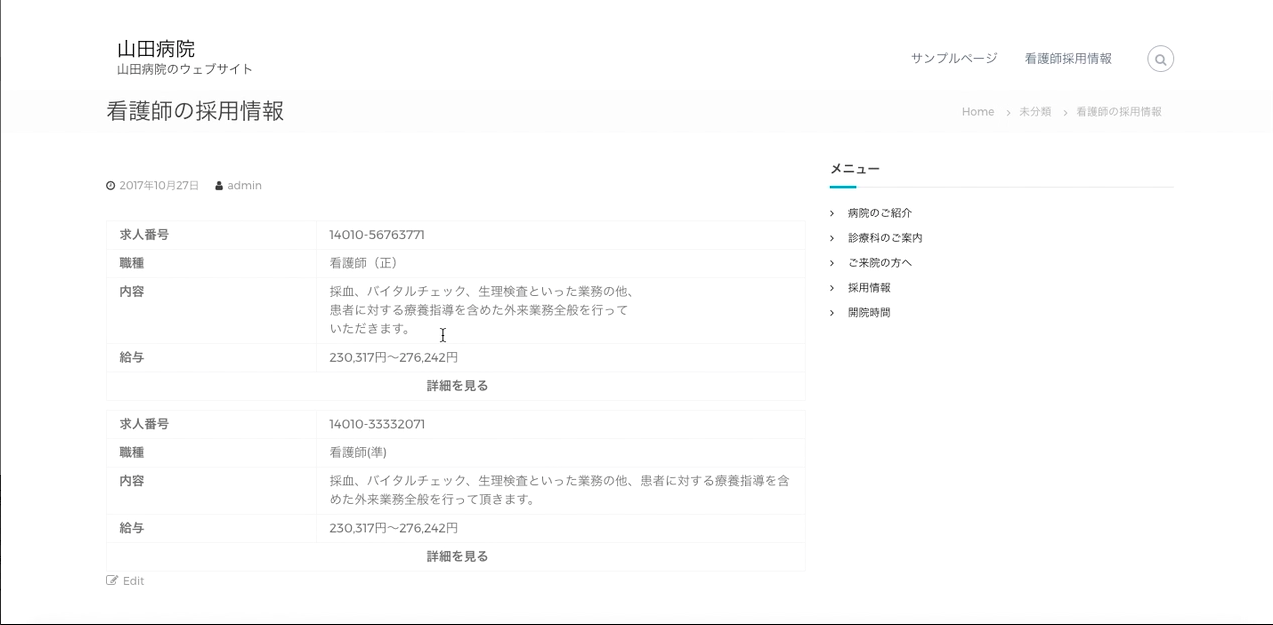 山田病院
山田病院のウェブサイト
サンプルページ 看護師採用情報
看護師の採用情報
Home › 未分類 › 看護師の採用情報
2017年10月27日 admin
求人番号 14010-56763771
職種 看護師（正）
内容 採血、バイタルチェック、生理検査といった業務の他、
患者に対する療養指導を含めた外来業務全般を行って
いただきます。
給与 230,317円〜276,242円
詳細を見る
求人番号 14010-33332071
職種 看護師(準)
内容 採血、バイタルチェック、生理検査といった業務の他、患者に対する療養指導を含
めた外来業務全般を行って頂きます。
給与 230,317円〜276,242円
詳細を見る
Edit
メニュー
› 病院のご紹介
› 診療科のご案内
› ご来院の方へ
› 採用情報
› 開院時間